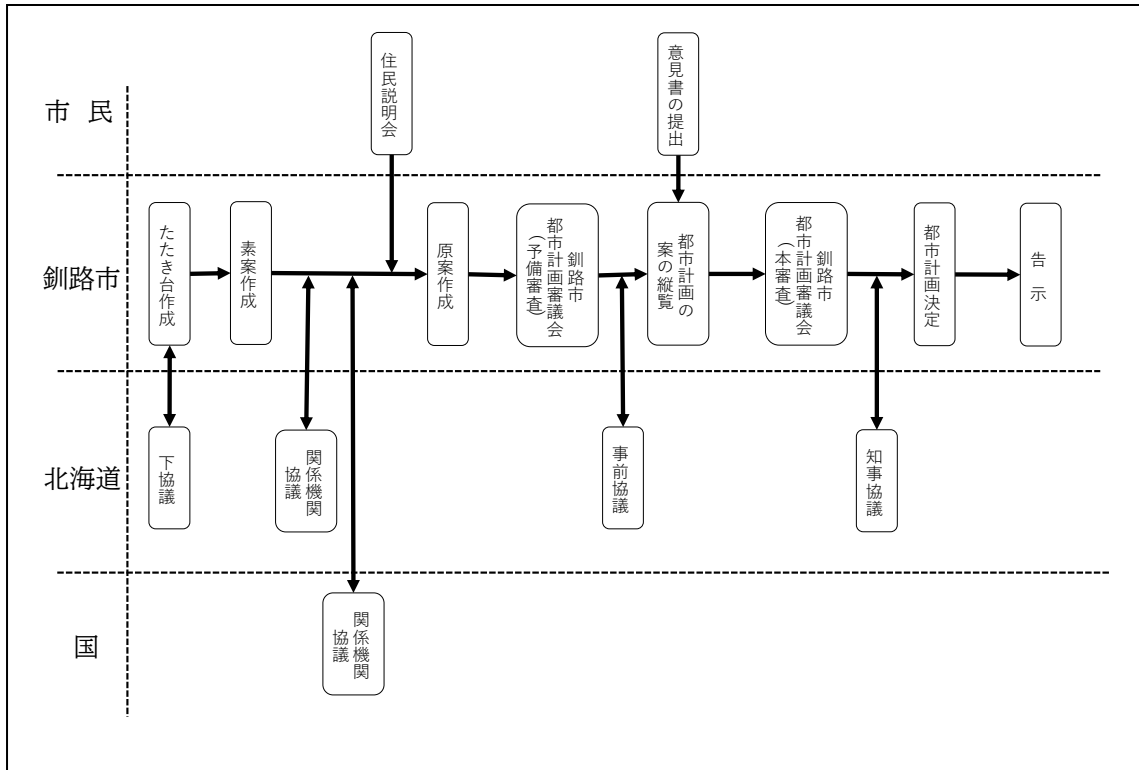 市 民
住民説明会
意見書の提出
釧路市
たたき台作成
素案作成
原案作成
釧路市
都市計画審議会
(予備審査)
都市計画の
案の縦覧
釧路市
都市計画審議会
(本審査)
都市計画決定
告 示
北海道
下協議
関係機関
協議
事前協議
知事協議
国
関係機関
協議